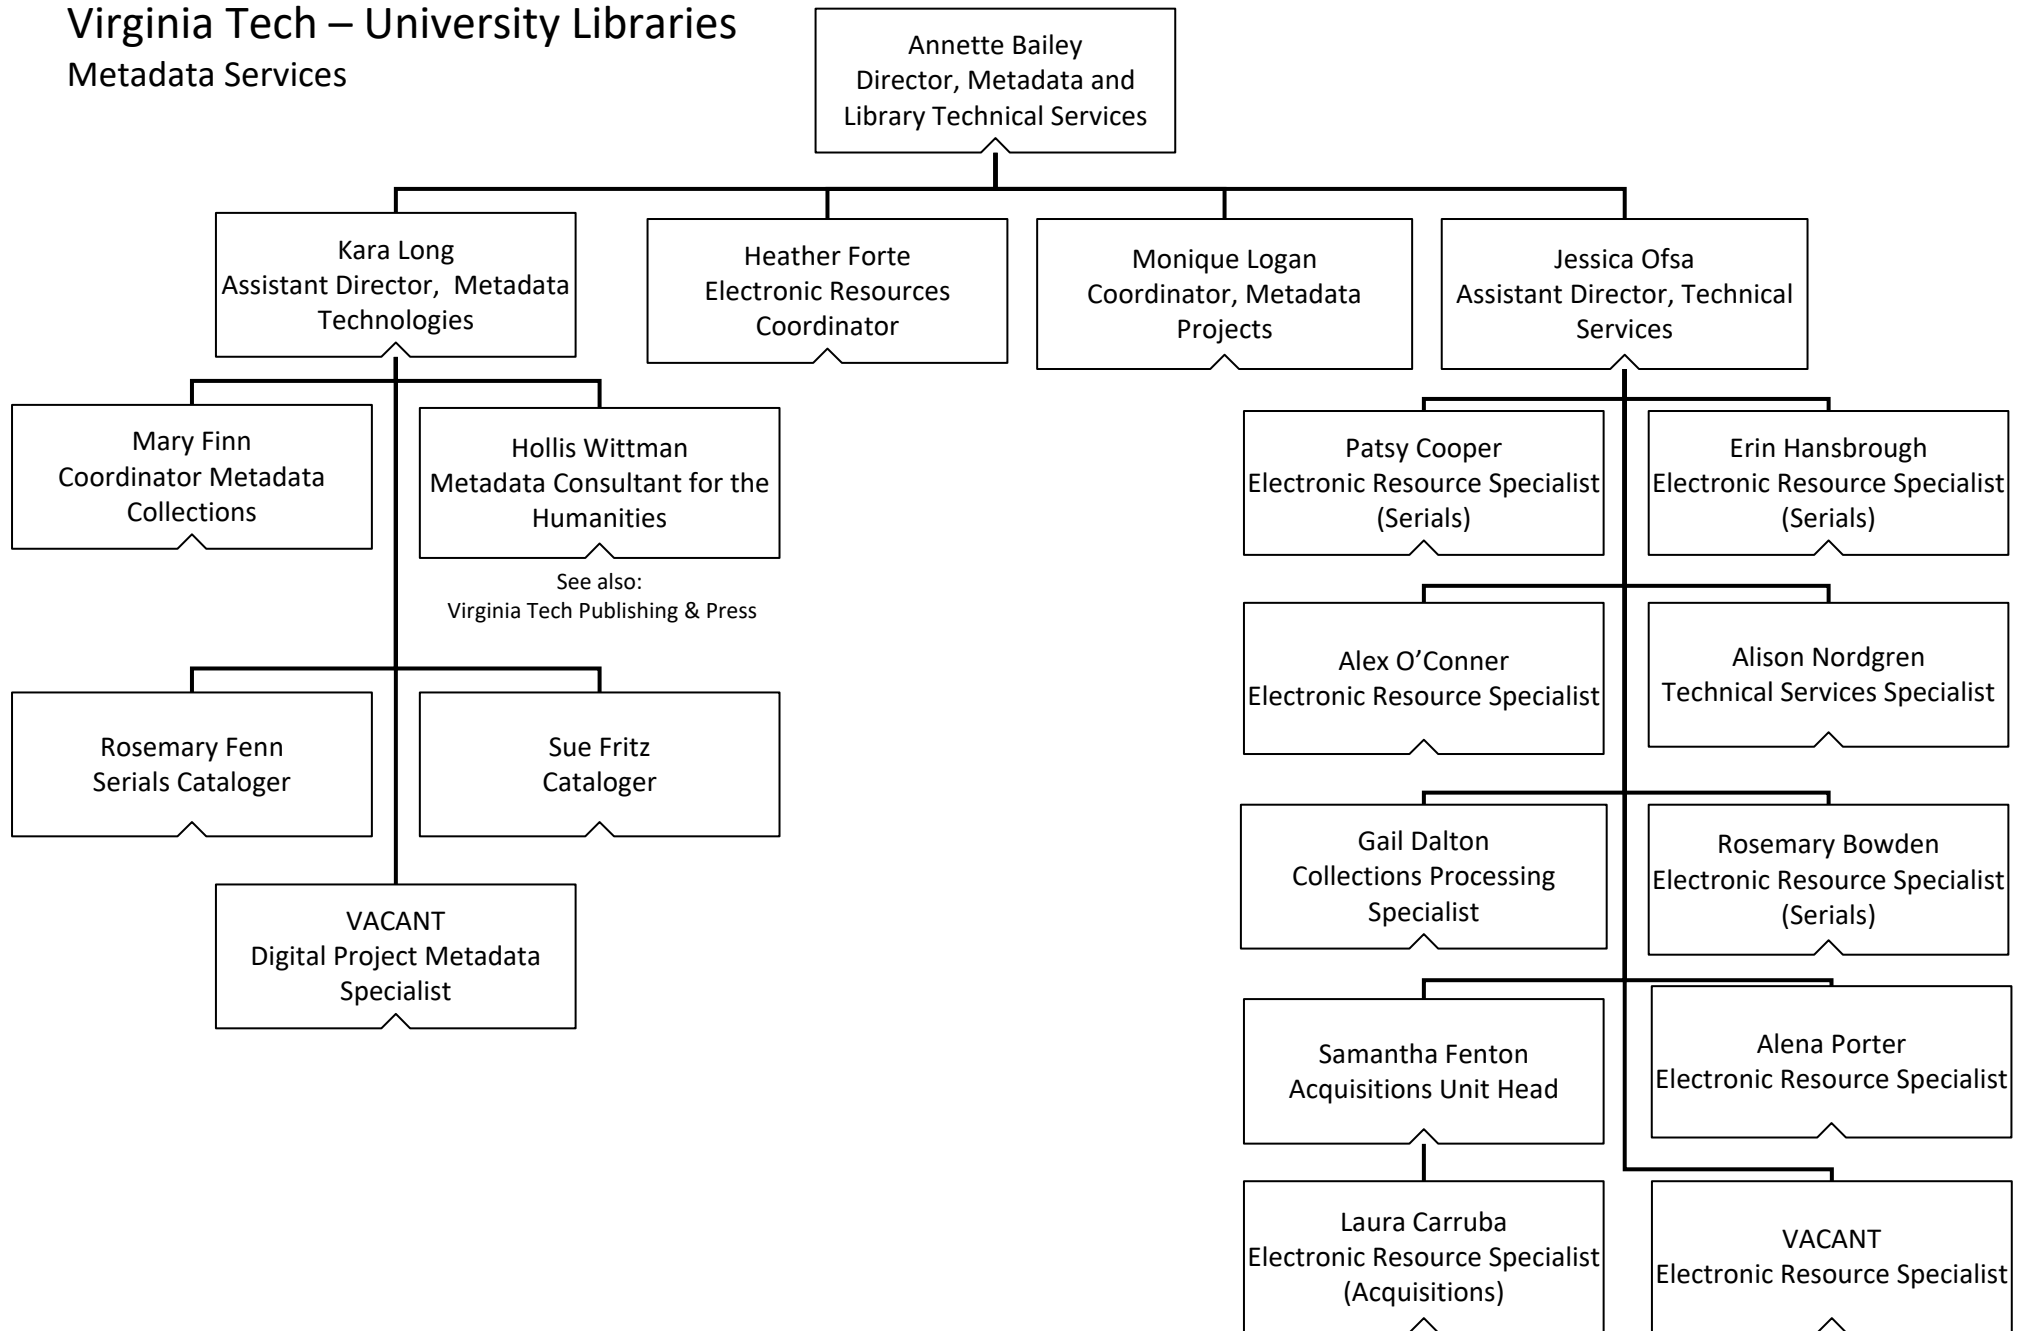 Virginia Tech – University Libraries
Metadata Services
Annette Bailey
Director, Metadata and
Library Technical Services
Kara Long
Assistant Director,  Metadata
Technologies
Heather Forte
Electronic Resources
Coordinator
Monique Logan
Coordinator, Metadata
Projects
Jessica Ofsa
Assistant Director, Technical
Services
Mary Finn
Coordinator Metadata
Collections
Hollis Wittman
Metadata Consultant for the
Humanities
See also:
Virginia Tech Publishing & Press
Rosemary Fenn
Serials Cataloger
Sue Fritz
Cataloger
VACANT
Digital Project Metadata
Specialist
Patsy Cooper
Electronic Resource Specialist
(Serials)
Erin Hansbrough
Electronic Resource Specialist
(Serials)
Alex O’Conner
Electronic Resource Specialist
Alison Nordgren
Technical Services Specialist
Gail Dalton
Collections Processing
Specialist
Rosemary Bowden
Electronic Resource Specialist
(Serials)
Samantha Fenton
Acquisitions Unit Head
Alena Porter
Electronic Resource Specialist
Laura Carruba
Electronic Resource Specialist
(Acquisitions)
VACANT
Electronic Resource Specialist